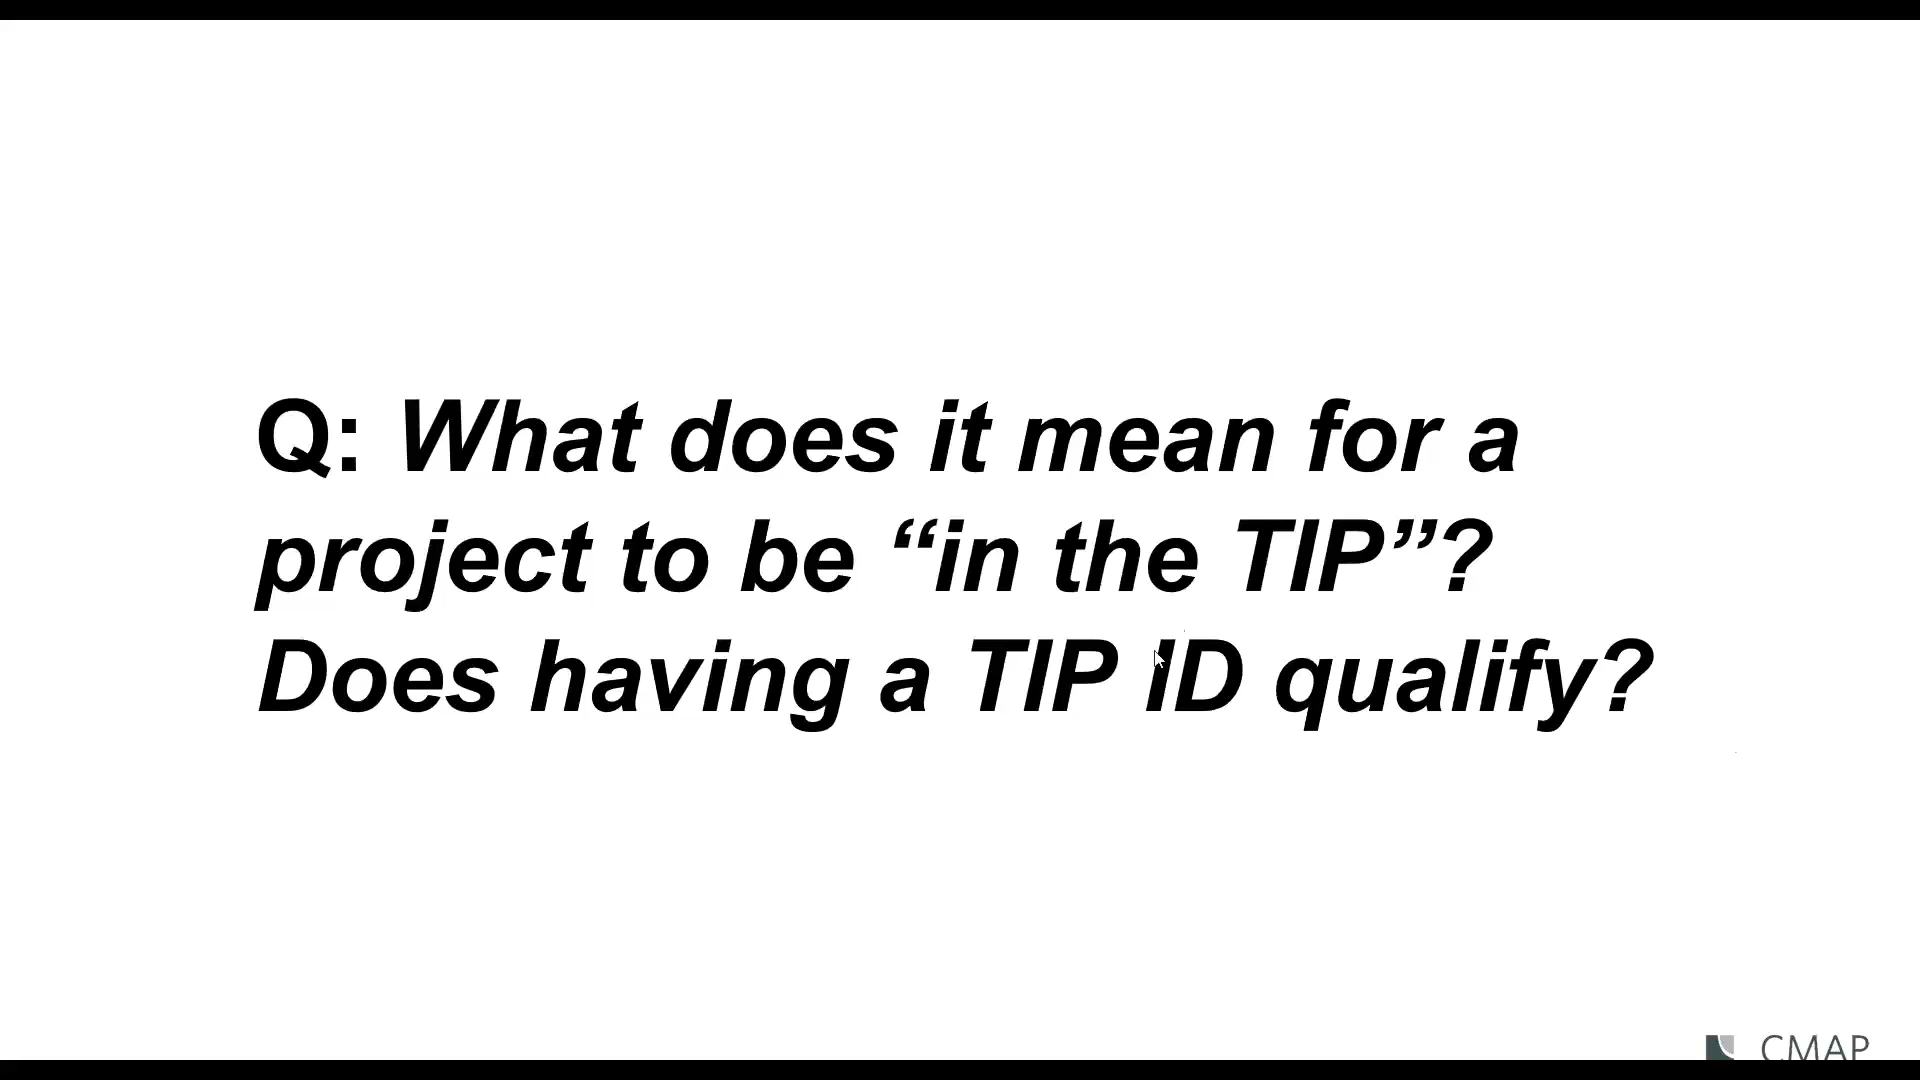 Q: What does it mean for a
project to be “in the TIP”?
Does having a TIP ID qualify?
CMAP